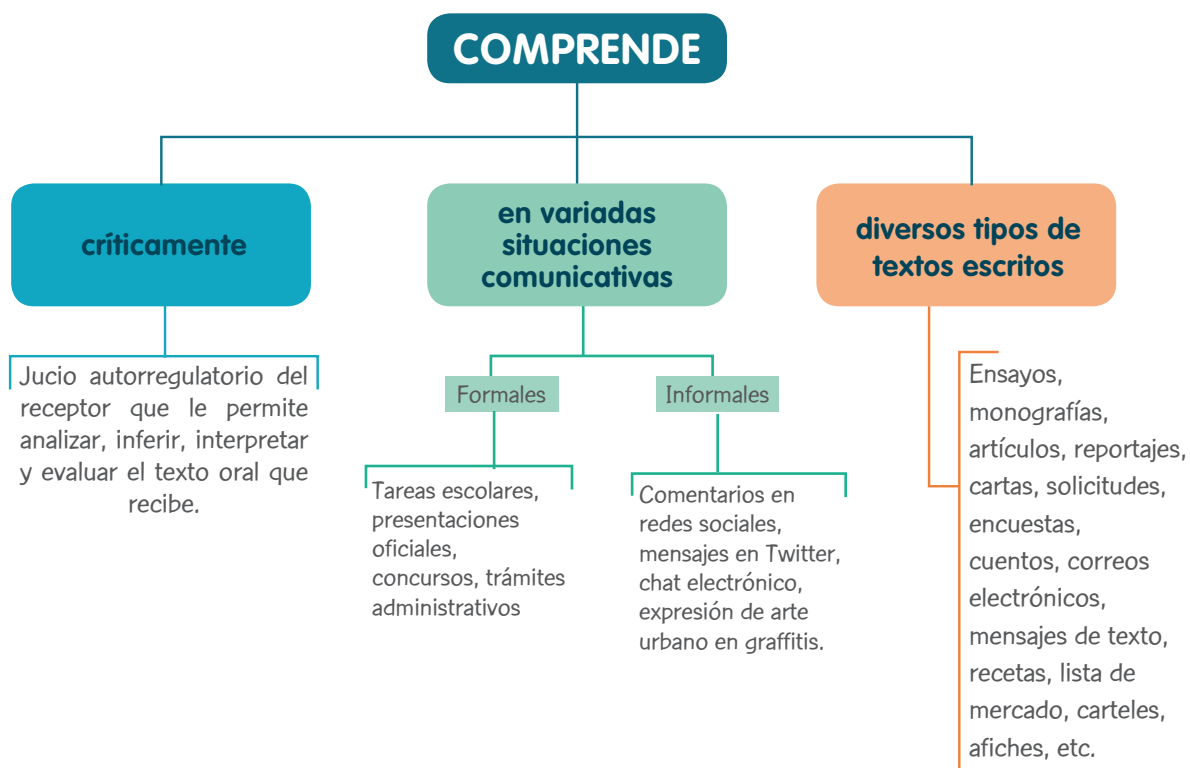 COMPRENDE
críticamente
Jucio autorregulatorio del
receptor que le permite
analizar, inferir, interpretar
y evaluar el texto oral que
recibe.
en variadas
situaciones
comunicativas
Formales
Tareas escolares,
presentaciones
oficiales,
concursos, trámites
administrativos
Informales
Comentarios en
redes sociales,
mensajes en Twitter,
chat electrónico,
expresión de arte
urbano en graffitis.
diversos tipos de
textos escritos
Ensayos,
monografías,
artículos, reportajes,
cartas, solicitudes,
encuestas,
cuentos, correos
electrónicos,
mensajes de texto,
recetas, lista de
mercado, carteles,
afiches, etc.